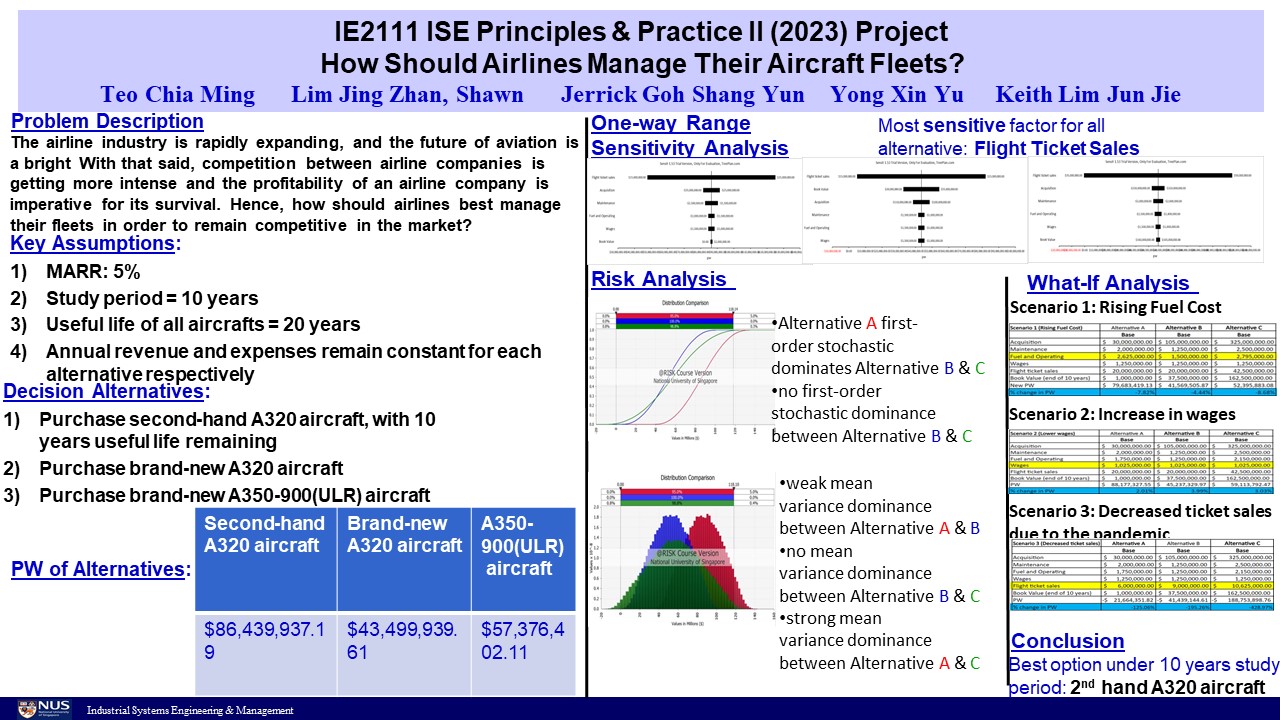 IE2111 ISE Principles & Practice II (2023) Project
How Should Airlines Manage Their Aircraft Fleets?
Teo Chia Ming Lim Jing Zhan, Shawn Jerrick Goh Shang Yun Yong Xin Yu Keith Lim Jun Jie
Problem Description
The airline industry is rapidly expanding, and the future of aviation is
a bright With that said, competition between airline companies is
getting more intense and the profitability of an airline company is
imperative for its survival. Hence, how should airlines best manage
their fleets in order to remain competitive in the market?
Key Assumptions:
1) MARR: 5%
2) Study period = 10 years
3) Useful life of all aircrafts = 20 years
4) Annual revenue and expenses remain constant for each
alternative respectively
Decision Alternatives:
1) Purchase second-hand A320 aircraft, with 10
years useful life remaining
2) Purchase brand-new A320 aircraft
3) Purchase brand-new A350-900(ULR) aircraft
PW of Alternatives:
Second-hand A320 aircraft
Brand-new A320 aircraft
A350-900(ULR) aircraft
$86,439,937.19
$43,499,939.61
$57,376,402.11
One-way Range
Sensitivity Analysis
Most sensitive factor for all
alternative: Flight Ticket Sales
Risk Analysis
Distribution Comparison
@RISK Course Version
National University of Singapore
Values in Millions ($)
•Alternative A first-
order stochastic
dominates Alternative B & C
•no first-order
stochastic dominance
between Alternative B & C
Distribution Comparison
@RISK Course Version
National University of Singapore
Values in Millions ($)
•weak mean
variance dominance
between Alternative A & B
•no mean
variance dominance
between Alternative B & C
•strong mean
variance dominance
between Alternative A & C
What-If Analysis
Scenario 1: Rising Fuel Cost
Scenario 1 (Rising Fuel Cost) Alternative A Alternative B Alternative C
Base Base Base
Acquisition $ 30,000,000.00 $ 105,000,000.00 $ 325,000,000.00
Maintenance $ 2,000,000.00 $ 1,250,000.00 $ 2,500,000.00
Fuel and Operating $ 2,625,000.00 $ 1,500,000.00 $ 2,795,000.00
Wages $ 1,250,000.00 $ 1,250,000.00 $ 1,250,000.00
Flight ticket sales $ 20,000,000.00 $ 20,000,000.00 $ 42,500,000.00
Book Value (end of 10 years) $ 1,000,000.00 $ 37,500,000.00 $ 162,500,000.00
New PW $ 79,683,419.13 $ 41,569,505.87 $ 52,395,883.08
% change in PW -7.82% -4.44% -8.68%
Scenario 2: Increase in wages
Scenario 2 (Lower wages) Alternative A Alternative B Alternative C
Base Base Base
Acquisition $ 30,000,000.00 $ 105,000,000.00 $ 325,000,000.00
Maintenance $ 2,000,000.00 $ 1,250,000.00 $ 2,500,000.00
Fuel and Operating $ 1,750,000.00 $ 1,250,000.00 $ 2,150,000.00
Wages $ 1,025,000.00 $ 1,025,000.00 $ 1,025,000.00
Flight ticket sales $ 20,000,000.00 $ 20,000,000.00 $ 42,500,000.00
Book Value (end of 10 years) $ 1,000,000.00 $ 37,500,000.00 $ 162,500,000.00
PW $ 88,177,327.55 $ 45,237,329.97 $ 59,113,792.47
% change in PW 2.01% 3.99% 3.03%
Scenario 3: Decreased ticket sales
due to the pandemic
Scenario 3 (Decreased ticket sales) Alternative A Alternative B Alternative C
Base Base Base
Acquisition $ 30,000,000.00 $ 105,000,000.00 $ 325,000,000.00
Maintenance $ 2,000,000.00 $ 1,250,000.00 $ 2,500,000.00
Fuel and Operating $ 1,750,000.00 $ 1,250,000.00 $ 2,150,000.00
Wages $ 1,250,000.00 $ 1,250,000.00 $ 1,250,000.00
Flight ticket sales $ 6,000,000.00 $ 9,000,000.00 $ 10,625,000.00
Book Value (end of 10 years) $ 1,000,000.00 $ 37,500,000.00 $ 162,500,000.00
PW -$ 21,664,351.82 -$ 41,439,144.61 -$ 188,753,898.76
% change in PW -125.06% -195.26% -428.97%
Conclusion
Best option under 10 years study
period: 2nd hand A320 aircraft
NUS
National University
of Singapore
Industrial Systems Engineering & Management